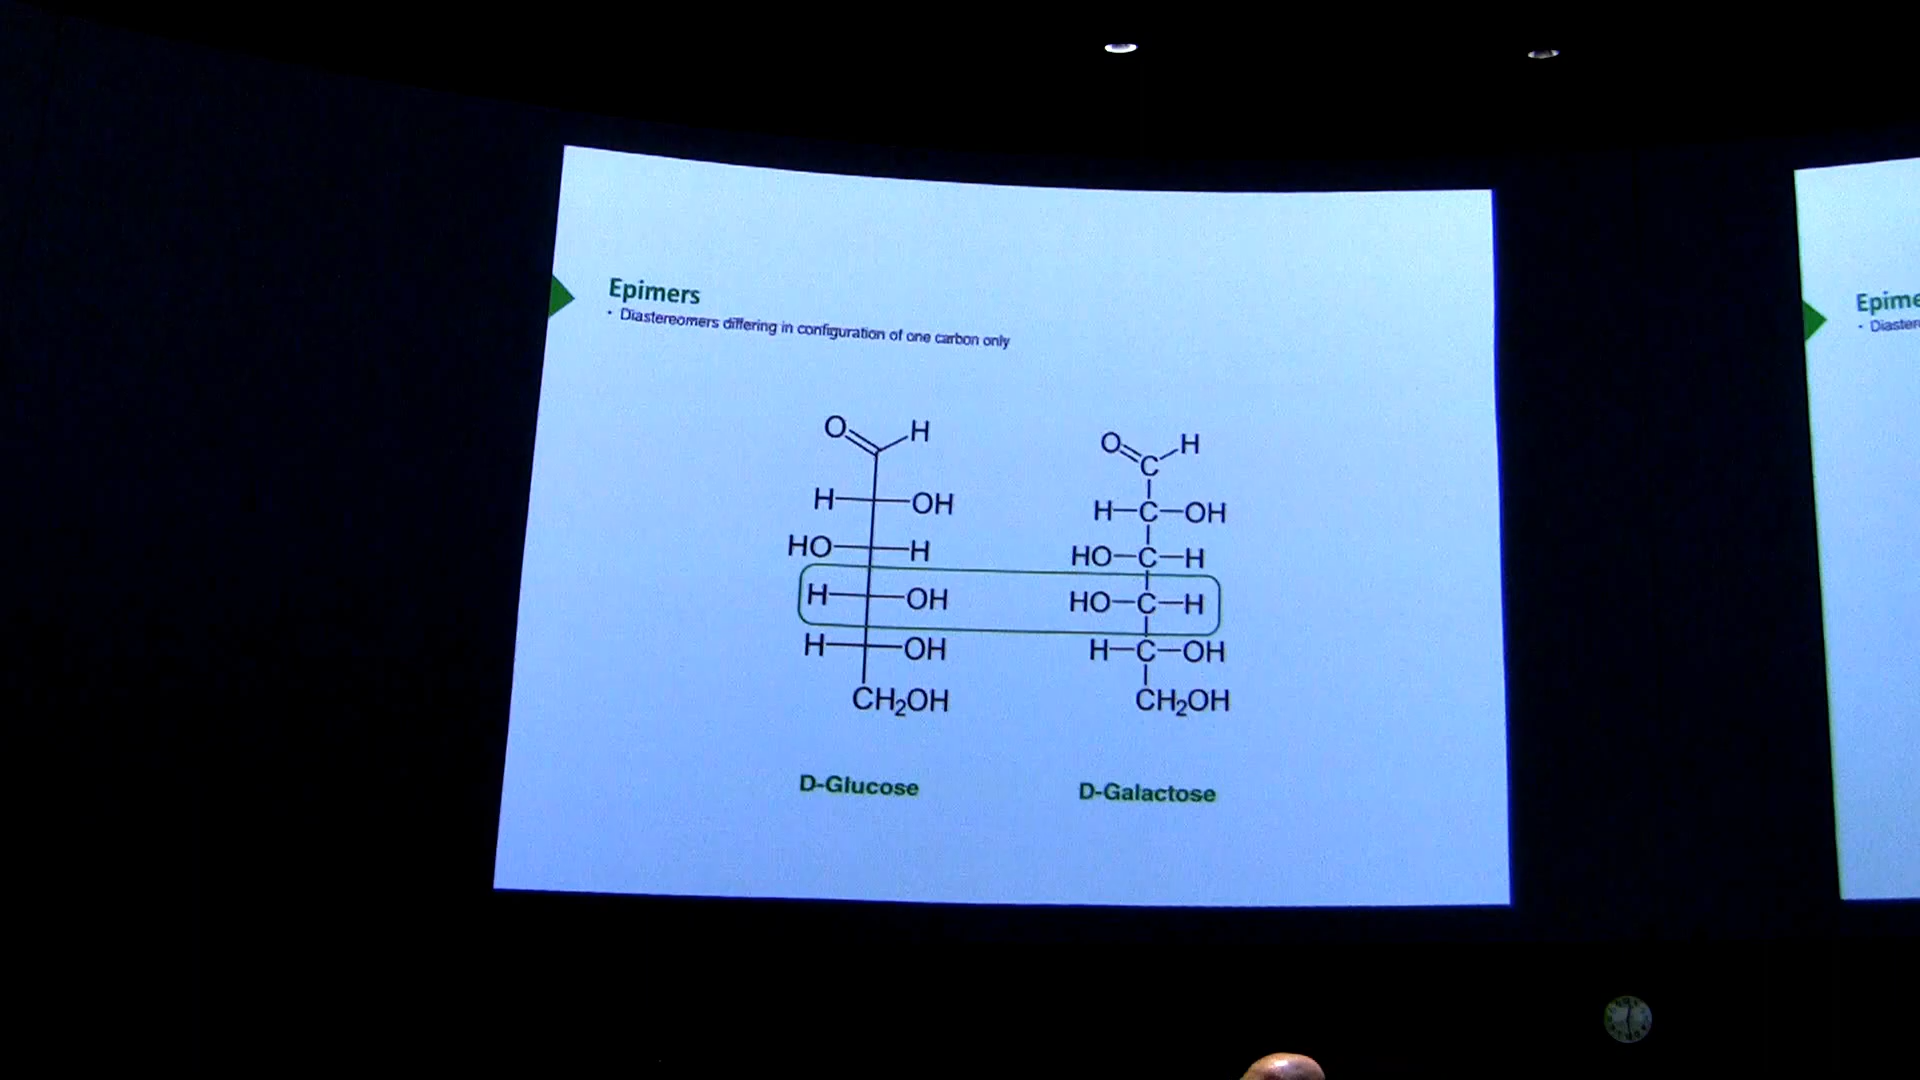 Epimers
• Diastereomers differing in configuration of one carbon only
O H O H
C
H OH H–C–OH
HO H HO–C–H
H OH HO–C–H
H OH H–C–OH
CH₂OH CH₂OH
D-Glucose D-Galactose
Epime
• Diaster